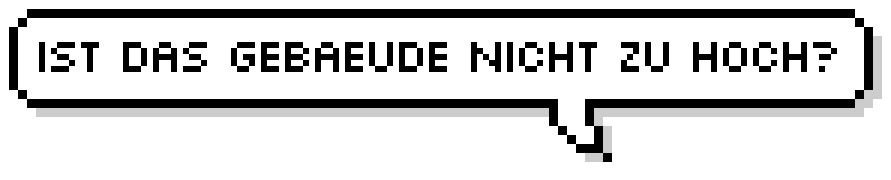 IST DAS GEBAEUDE NICHT ZU HOCH?